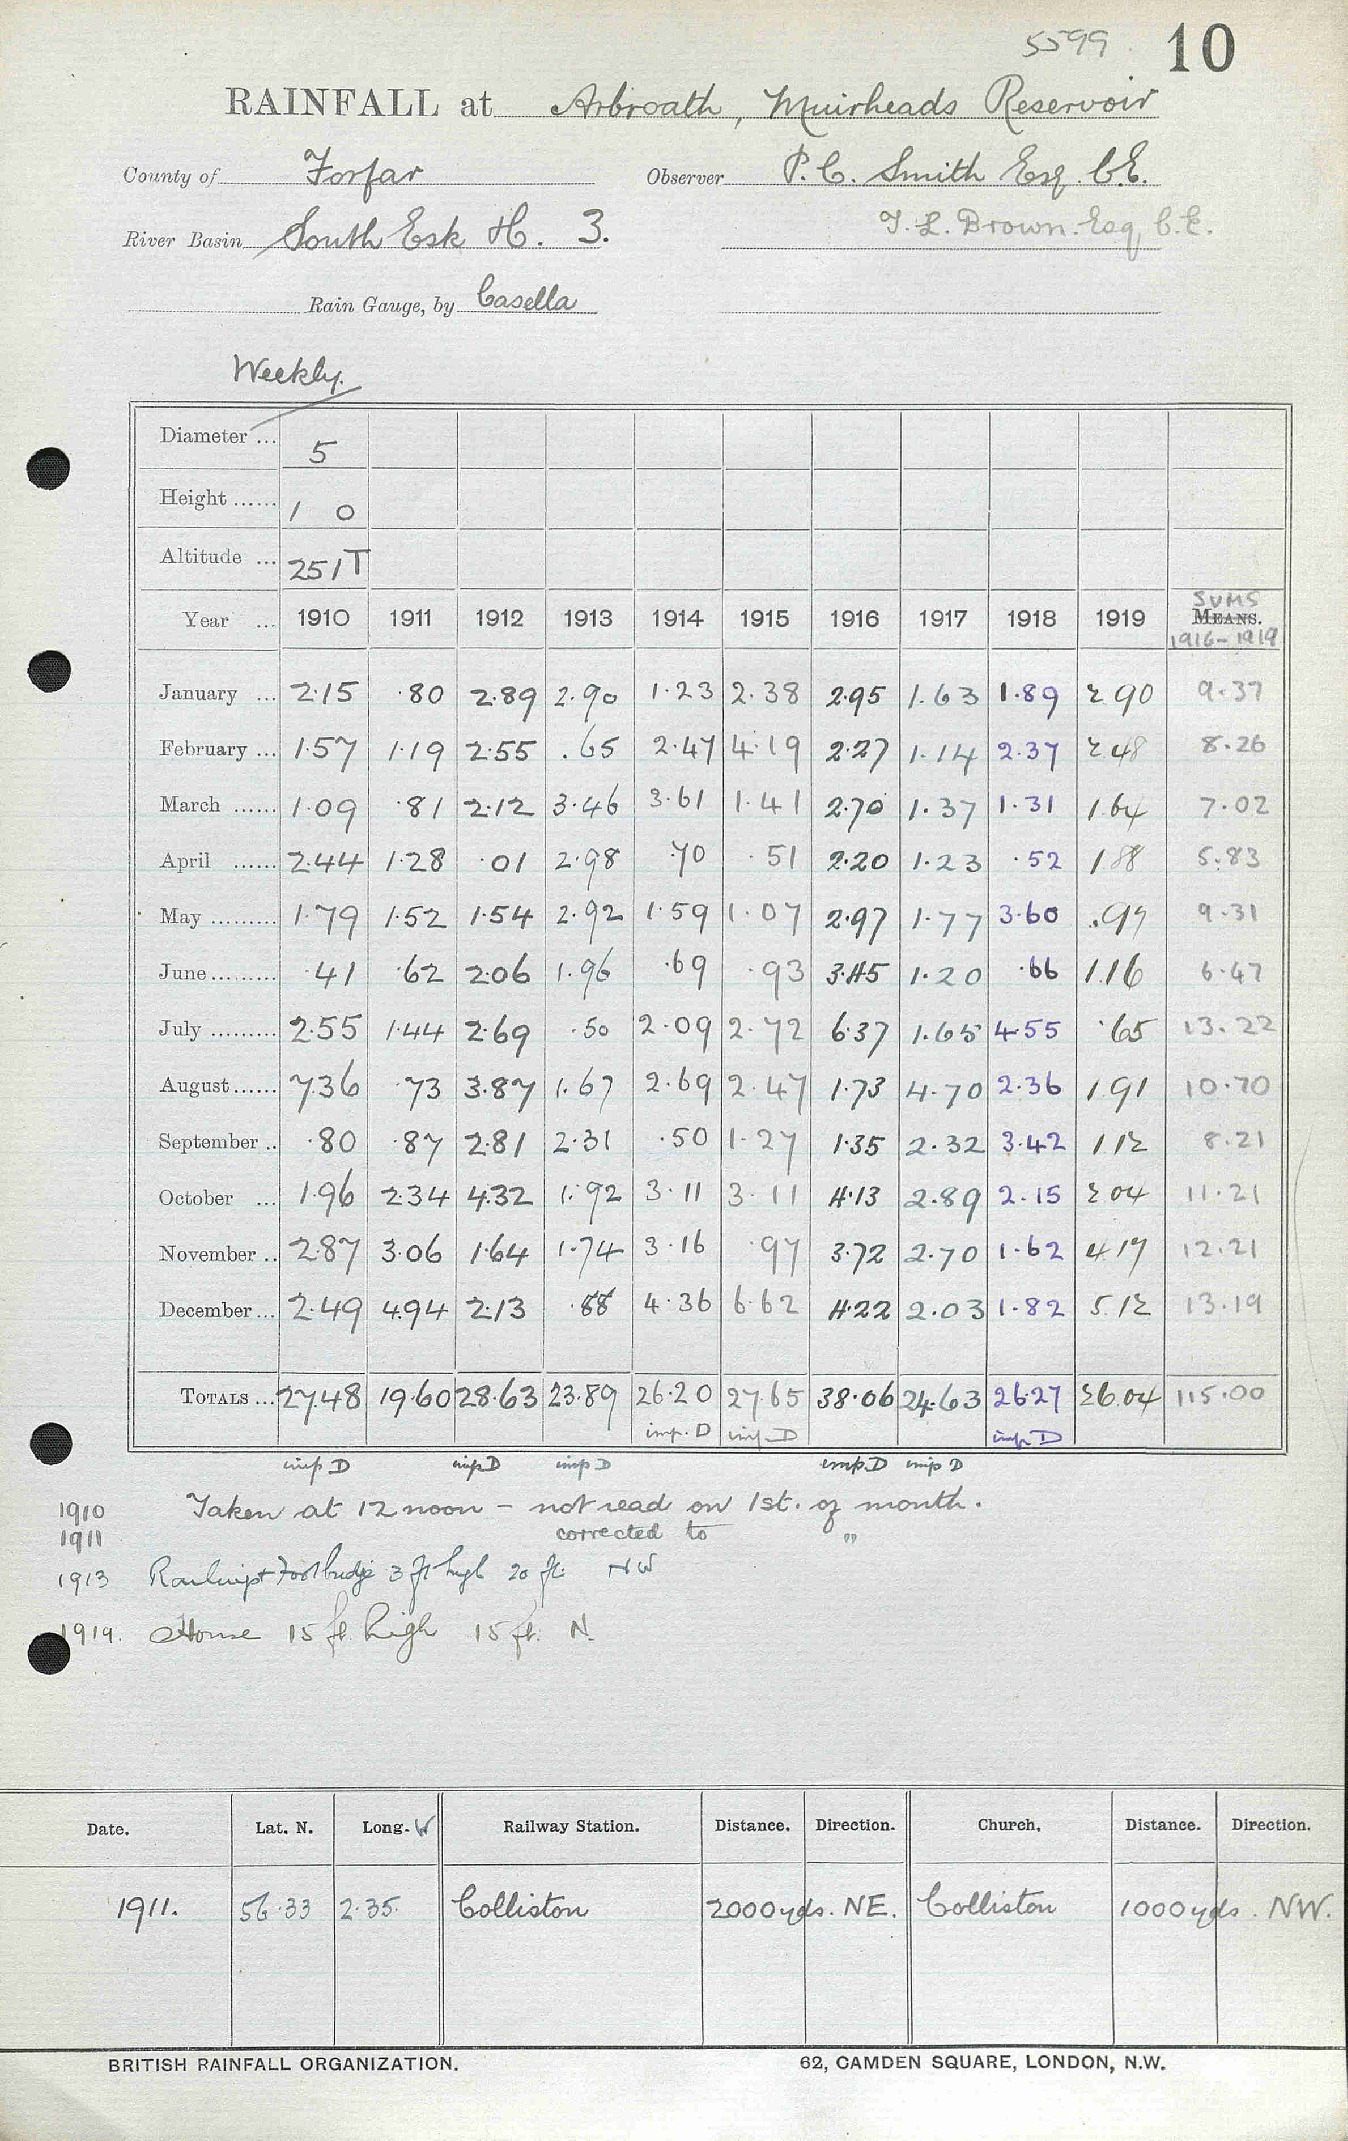 5599. 10
RAINFALL at Arbroath, Muirheads Reservoir
County of Forfar Observer P. C. Smith Esq. C.E.
River Basin South Esk H. 3. T. L. Brown. Esq. C.E.
Rain Gauge, by Casella
Weekly.
Diameter ... 5
Height ...... 1 0
Altitude ... 251T
SUMS
Year ... 1910 1911 1912 1913 1914 1915 1916 1917 1918 1919 MEANS.
1916-1919
January ... 2.15 .80 2.89 2.90 1.23 2.38 2.95 1.63 1.89 2.90 9.37
February ... 1.57 1.19 2.55 .65 2.47 4.19 2.27 1.14 2.37 2.48 8.26
March ...... 1.09 .81 2.12 3.46 3.61 1.41 2.70 1.37 1.31 1.64 7.02
April ...... 2.44 1.28 .01 2.98 .70 .51 2.20 1.23 .52 1.88 5.83
May ......... 1.79 1.52 1.54 2.92 1.59 1.07 2.97 1.77 3.60 .97 9.31
June ......... .41 .62 2.06 1.96 .69 .93 3.45 1.20 .66 1.16 6.47
July ......... 2.55 1.44 2.69 .50 2.09 2.72 6.37 1.65 4.55 .65 13.22
August ...... 7.36 .73 3.87 1.67 2.69 2.47 1.73 4.70 2.36 1.91 10.70
September .. .80 .87 2.81 2.31 .50 1.27 1.35 2.32 3.42 1.12 8.21
October ... 1.96 2.34 4.32 1.92 3.11 3.11 4.13 2.89 2.15 2.04 11.21
November .. 2.87 3.06 1.64 1.74 3.16 .97 3.72 2.70 1.62 4.17 12.21
December ... 2.49 4.94 2.13 .88 4.36 6.62 4.22 2.03 1.82 5.12 13.19
TOTALS ... 27.48 19.60 28.63 23.89 26.20 27.65 38.06 24.63 26.27 26.04 115.00
imp. D imp. D imp D
imp D imp D imp D imp. D imp D
1910 Taken at 12 noon - not read on 1st. of month.
1911 corrected to "
1913 Footbridge 3 ft high 20 ft. NW
1919. House 15 ft. high 15 ft. N.
Date. Lat. N. Long. W Railway Station. Distance. Direction. Church. Distance. Direction.
1911. 56.33 2.35. Colliston 2000 yds. NE. Colliston 1000 yds. NW.
BRITISH RAINFALL ORGANIZATION. 62, CAMDEN SQUARE, LONDON, N.W.